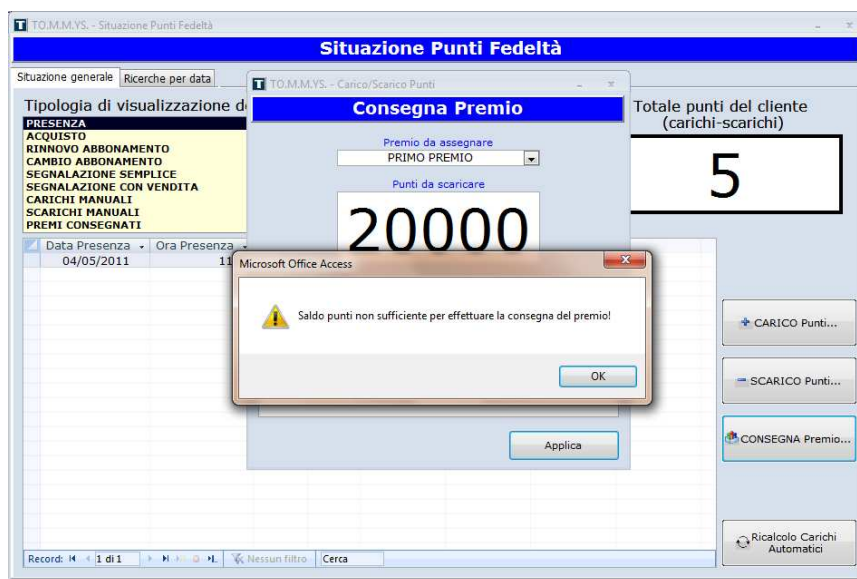 TO.M.M.YS. - Situazione Punti Fedeltà
Situazione Punti Fedeltà
Situazione generale
Ricerche per data
TO.M.M.YS. - Carico/Scarico Punti
Tipologia di visualizzazione d
Consegna Premio
Totale punti del cliente
(carichi-scarichi)
PRESENZA
ACQUISTO
RINNOVO ABBONAMENTO
CAMBIO ABBONAMENTO
SEGNALAZIONE SEMPLICE
SEGNALAZIONE CON VENDITA
CARICHI MANUALI
SCARICHI MANUALI
PREMI CONSEGNATI
Premio da assegnare
PRIMO PREMIO
Punti da scaricare
20000
5
Data Presenza
Ora Presenza
04/05/2011
11
Microsoft Office Access
Saldo punti non sufficiente per effettuare la consegna del premio!
OK
CARICO Punti...
SCARICO Punti...
CONSEGNA Premio...
Applica
Ricalcolo Carichi
Automatici
Record:
1 di 1
Nessun filtro
Cerca